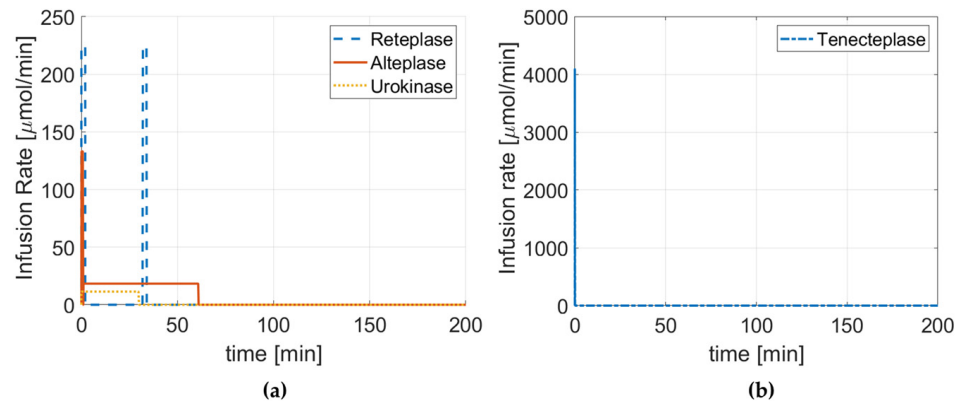 250
200
150
100
50
0
Infusion Rate [μmol/min]
Reteplase
Alteplase
Urokinase
0 50 100 150 200
time [min]
(a)
5000
4000
3000
2000
1000
0
Infusion rate [μmol/min]
Tenecteplase
0 50 100 150 200
time [min]
(b)